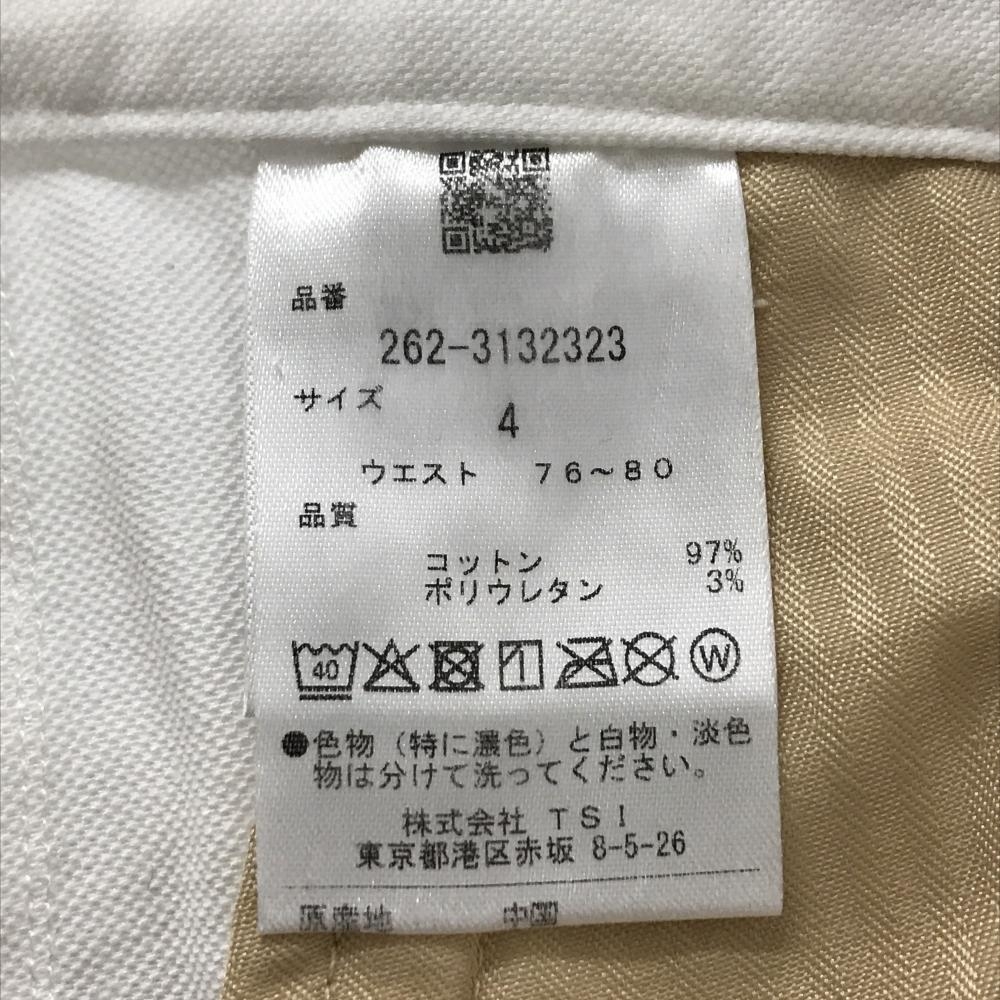 品番
262-3132323
サイズ
4
ウエスト 76～80
品質
コットン 97%
ポリウレタン 3%
40 W
●色物（特に濃色）と白物・淡色
物は分けて洗ってください。
株式会社 TSI
東京都港区赤坂 8-5-26
原産地 中国